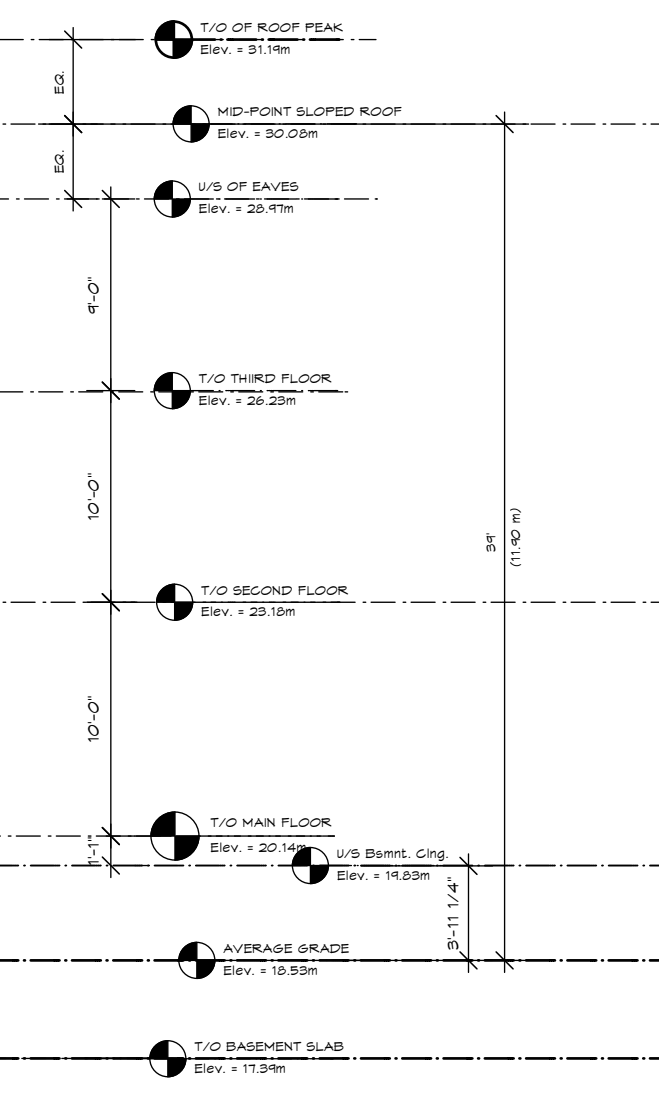 T/O OF ROOF PEAK
Elev. = 31.19m
EQ.
MID-POINT SLOPED ROOF
Elev. = 30.08m
EQ.
U/S OF EAVES
Elev. = 28.97m
9'-0"
T/O THIIRD FLOOR
Elev. = 26.23m
10'-0"
39'
(11.90 m)
T/O SECOND FLOOR
Elev. = 23.18m
10'-0"
T/O MAIN FLOOR
Elev. = 20.14m
1'-1"
U/S Bsmnt. Clng.
Elev. = 19.83m
3'-11 1/4"
AVERAGE GRADE
Elev. = 18.53m
T/O BASEMENT SLAB
Elev. = 17.39m